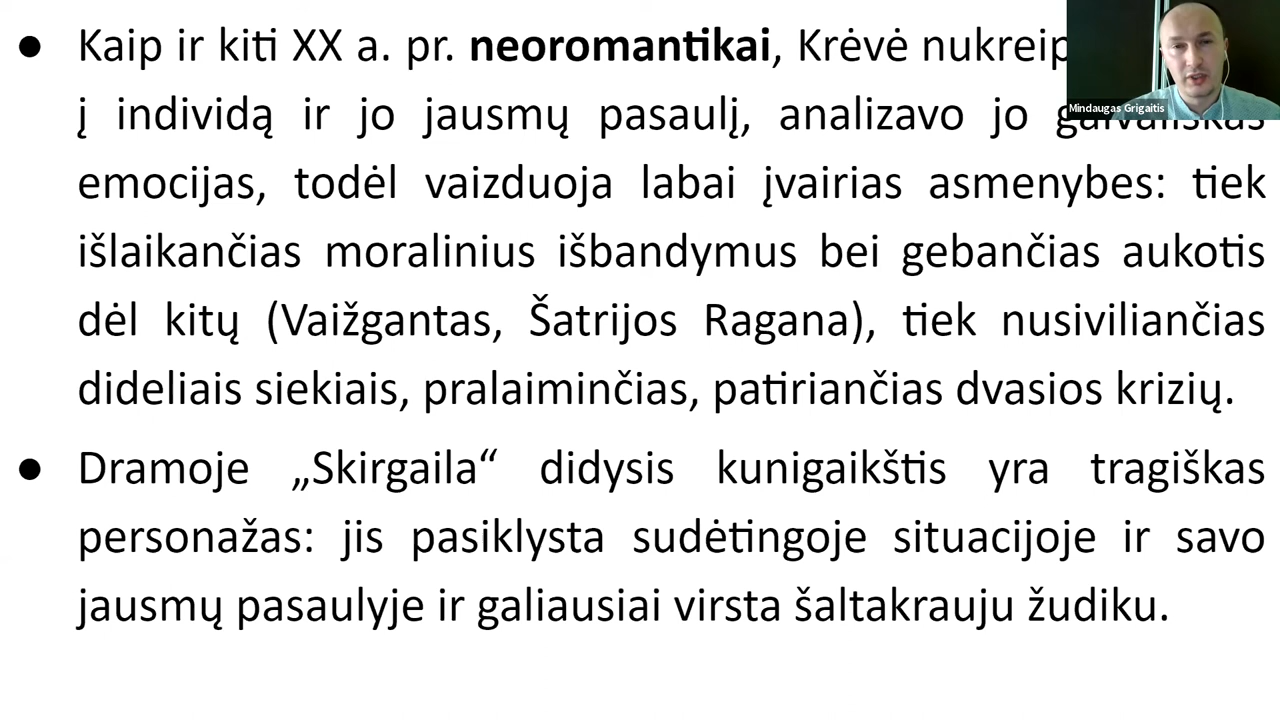 ● Kaip ir kiti XX a. pr. neoromantikai, Krėvė nukreip
į individą ir jo jausmų pasaulį, analizavo jo
emocijas, todėl vaizduoja labai įvairias asmenybes: tiek
išlaikančias moralinius išbandymus bei gebančias aukotis
dėl kitų (Vaižgantas, Šatrijos Ragana), tiek nusiviliančias
dideliais siekiais, pralaiminčias, patiriančias dvasios krizių.
● Dramoje „Skirgaila“ didysis kunigaikštis yra tragiškas
personažas: jis pasiklysta sudėtingoje situacijoje ir savo
jausmų pasaulyje ir galiausiai virsta šaltakrauju žudiku.
Mindaugas Grigaitis